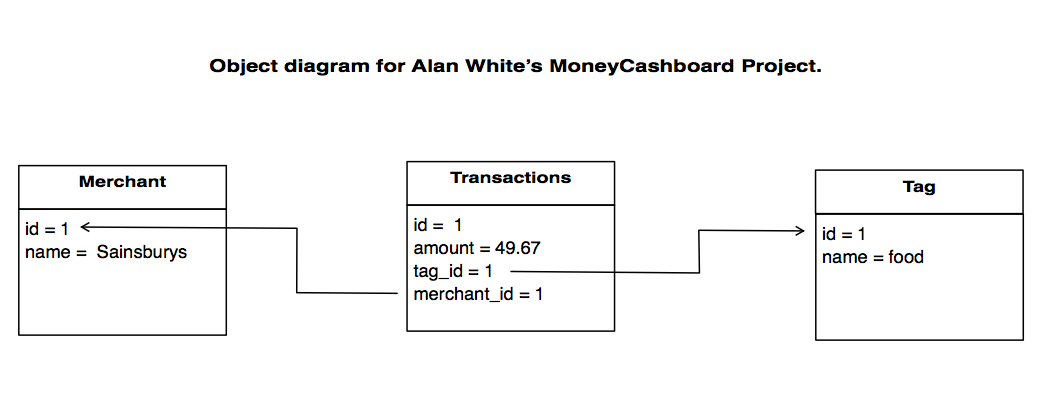 Object diagram for Alan White’s MoneyCashboard Project.
Merchant
id = 1
name =  Sainsburys
Transactions
id =  1
amount = 49.67
tag_id = 1
merchant_id = 1
Tag
id = 1
name = food